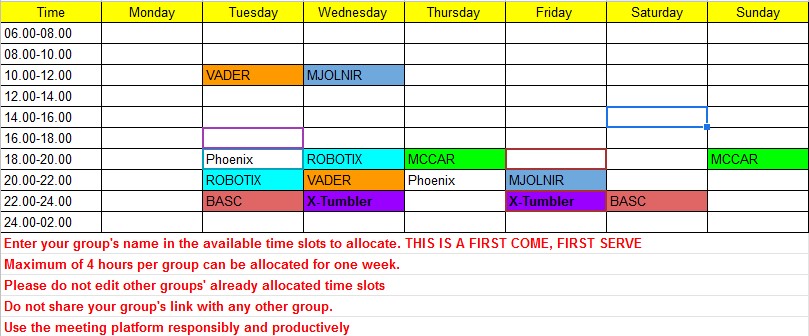 Time Monday Tuesday Wednesday Thursday Friday Saturday Sunday
06.00-08.00
08.00-10.00
10.00-12.00 VADER MJOLNIR
12.00-14.00
14.00-16.00
16.00-18.00
18.00-20.00 Phoenix ROBOTIX MCCAR MCCAR
20.00-22.00 ROBOTIX VADER Phoenix MJOLNIR
22.00-24.00 BASC X-Tumbler X-Tumbler BASC
24.00-02.00
Enter your group's name in the available time slots to allocate. THIS IS A FIRST COME, FIRST SERVE
Maximum of 4 hours per group can be allocated for one week.
Please do not edit other groups' already allocated time slots
Do not share your group's link with any other group.
Use the meeting platform responsibly and productively